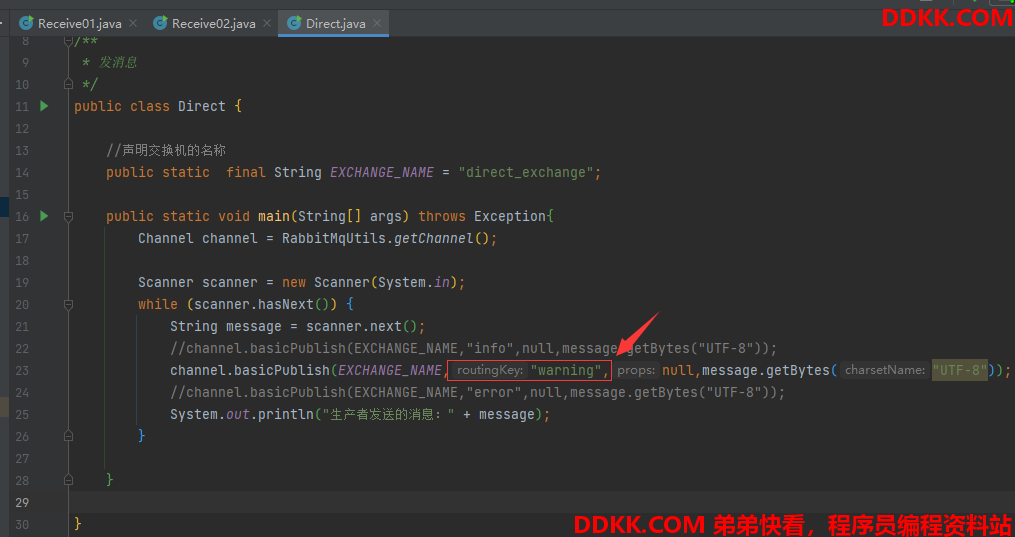 Receive01.java × Receive02.java × Direct.java ×
DDKK.COM
8 /**
9 * 发消息
10 */
11 public class Direct {
12
13 //声明交换机的名称
14 public static final String EXCHANGE_NAME = "direct_exchange";
15
16 public static void main(String[] args) throws Exception{
17 Channel channel = RabbitMqUtils.getChannel();
18
19 Scanner scanner = new Scanner(System.in);
20 while (scanner.hasNext()) {
21 String message = scanner.next();
22 //channel.basicPublish(EXCHANGE_NAME,"info",null,message.getBytes("UTF-8"));
23 channel.basicPublish(EXCHANGE_NAME, routingKey: "warning", props: null,message.getBytes( charsetName: "UTF-8"));
24 //channel.basicPublish(EXCHANGE_NAME,"error",null,message.getBytes("UTF-8"));
25 System.out.println("生产者发送的消息：" + message);
26 }
27
28 }
29
30 }
DDKK.COM 弟弟快看，程序员编程资料站